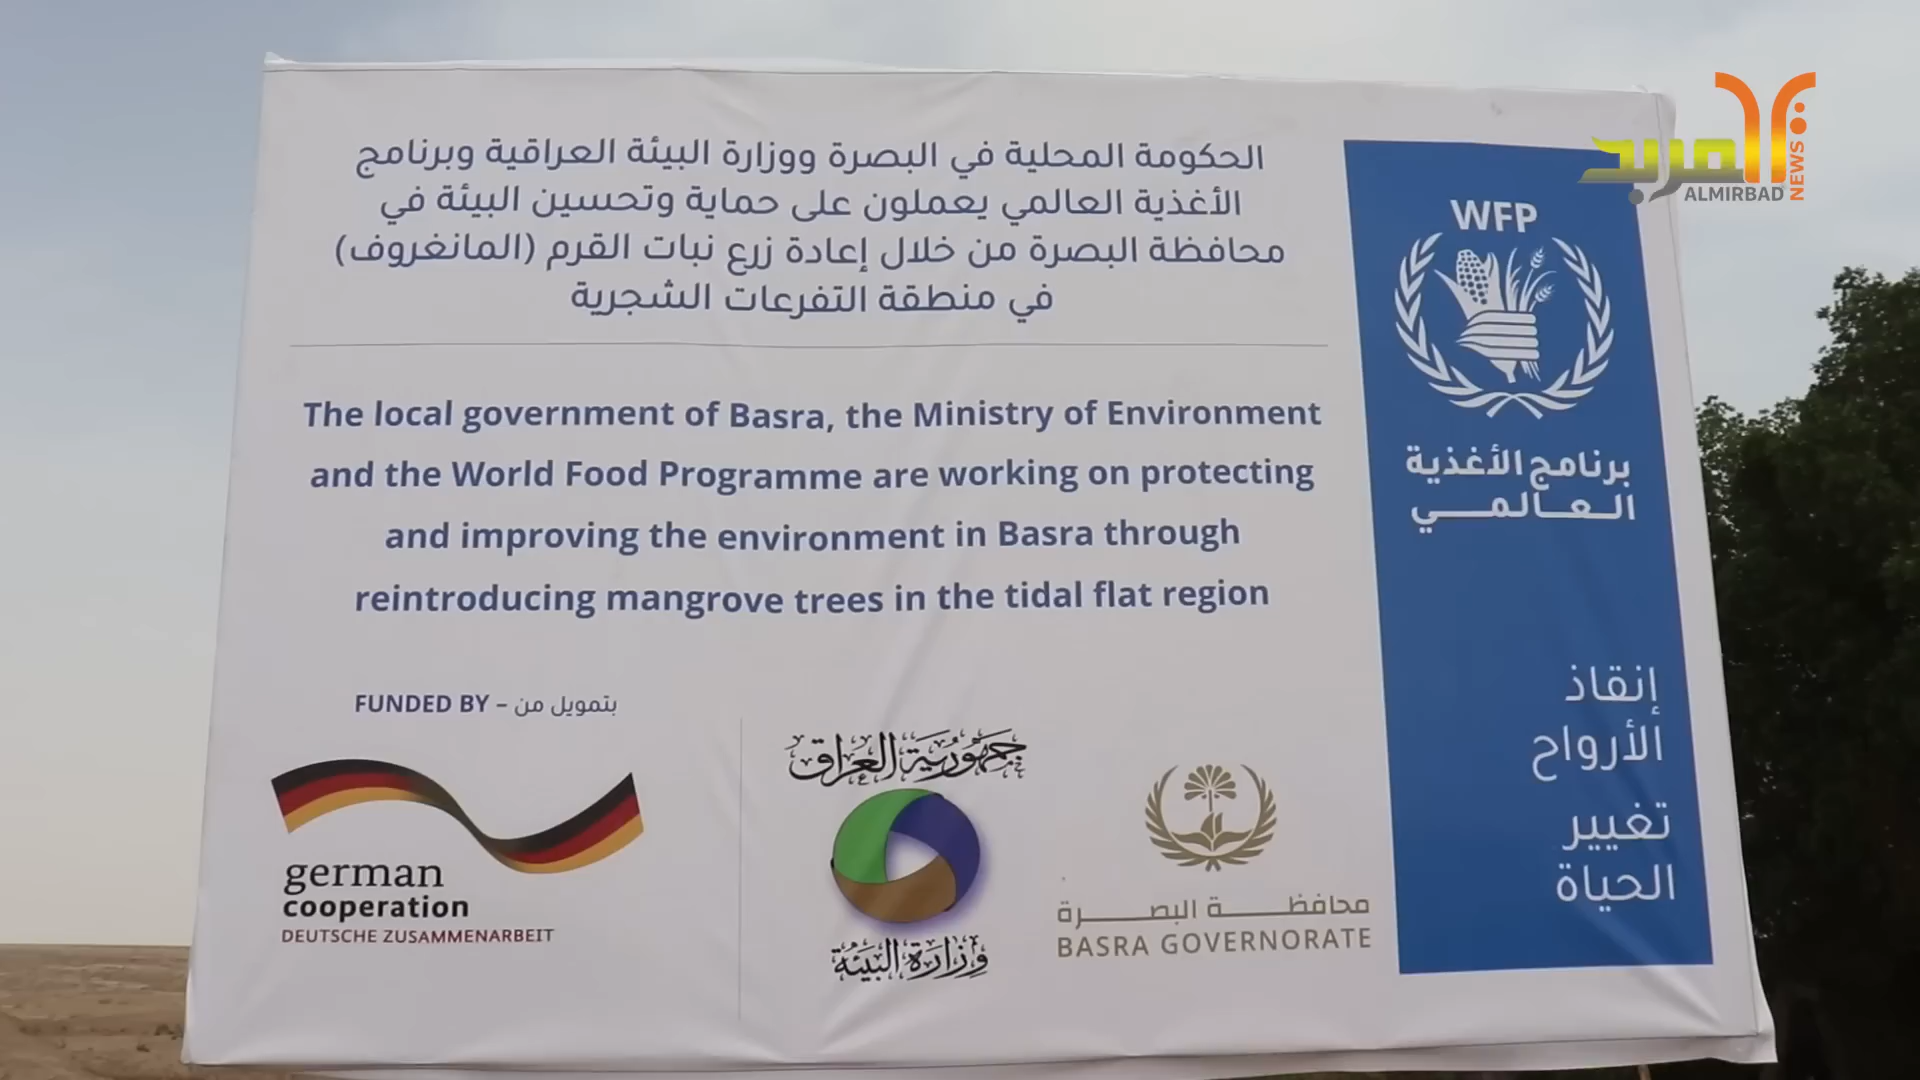 الحكومة المحلية في البصرة ووزارة البيئة العراقية وبرنامج
الأغذية العالمي يعملون على حماية وتحسين البيئة في
محافظة البصرة من خلال إعادة زرع نبات القرم (المانغروف)
في منطقة التفرعات الشجرية
The local government of Basra, the Ministry of Environment
and the World Food Programme are working on protecting
and improving the environment in Basra through
reintroducing mangrove trees in the tidal flat region
FUNDED BY – بتمويل من
german
cooperation
DEUTSCHE ZUSAMMENARBEIT
جمهورية العراق
وزارة البيئة
محافظة البصرة
BASRA GOVERNORATE
WFP
برنامج الأغذية
العالمي
إنقاذ
الأرواح
تغيير
الحياة
المربد
ALMIRBAD
NEWS